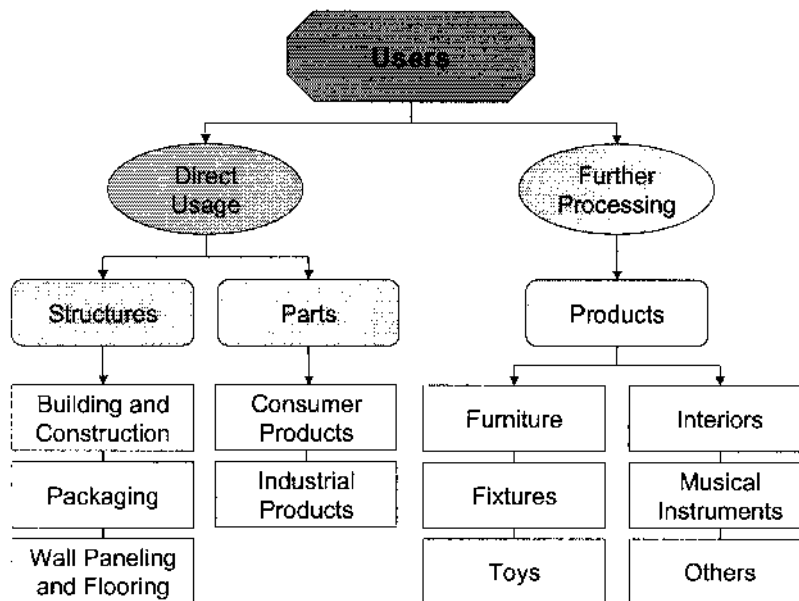 Users
Direct
Usage
Further
Processing
Structures
Parts
Products
Building and
Construction
Consumer
Products
Furniture
Interiors
Packaging
Industrial
Products
Fixtures
Musical
Instruments
Wall Paneling
and Flooring
Toys
Others